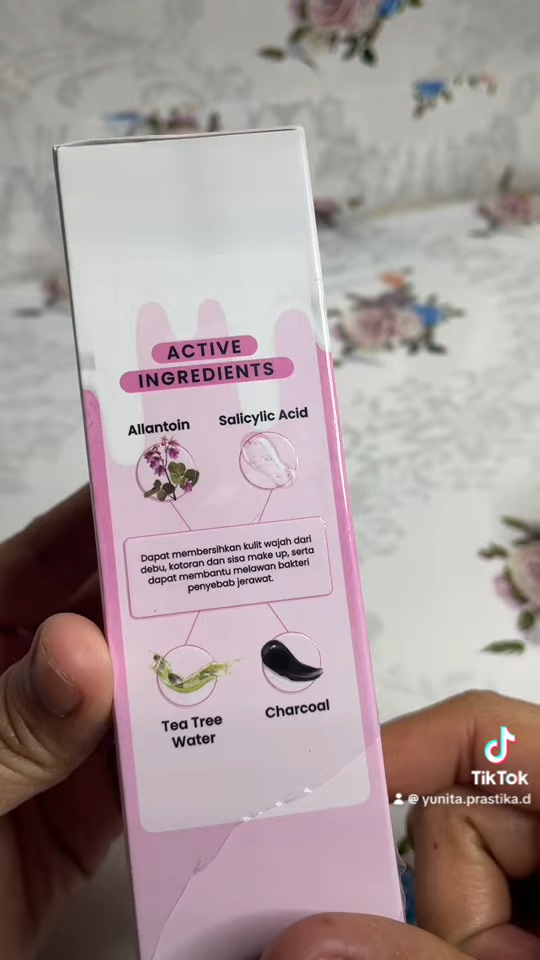 ACTIVE
INGREDIENTS
Allantoin
Salicylic Acid
Dapat membersihkan kulit wajah dari
debu, kotoran dan sisa make up, serta
dapat membantu melawan bakteri
penyebab jerawat.
Tea Tree
Water
Charcoal
TikTok
@ yunita.prastika.d